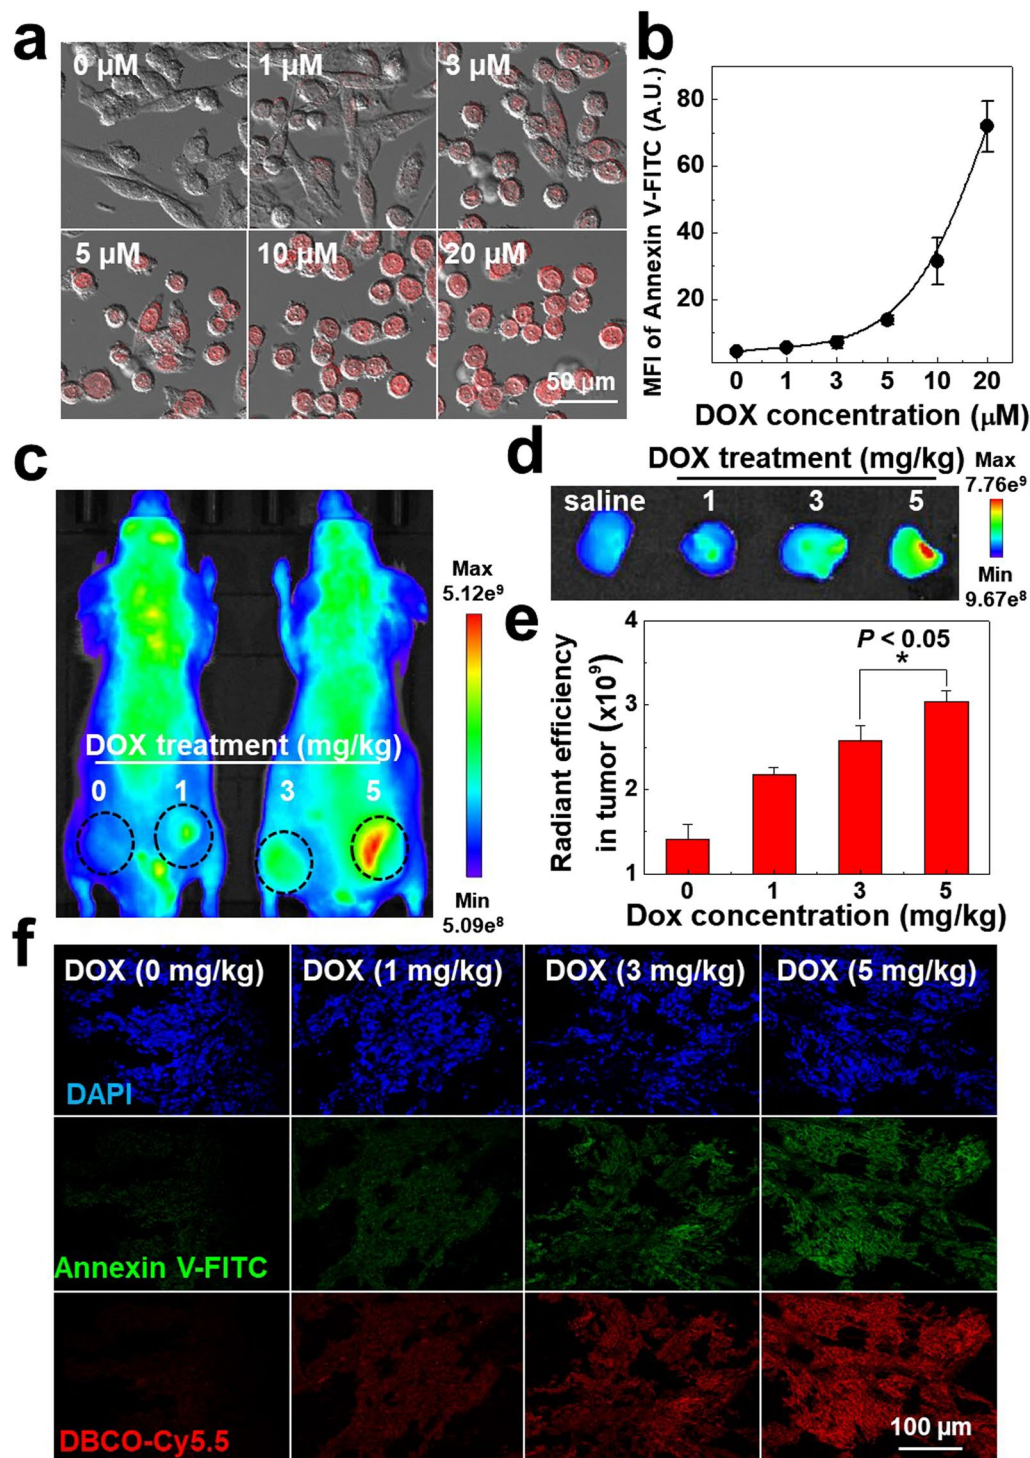 a
0 µM
1 µM
3 µM
5 µM
10 µM
20 µM
50 µm
b
MFI of Annexin V-FITC (A.U.)
80
60
40
20
0 1 3 5 10 20
DOX concentration (µM)
c
DOX treatment (mg/kg)
0 1 3 5
Max
5.12e⁹
Min
5.09e⁸
d
DOX treatment (mg/kg)
saline 1 3 5
Max
7.76e⁹
Min
9.67e⁸
e
Radiant efficiency
in tumor (x10⁹)
4
3
2
1
P < 0.05
*
0 1 3 5
Dox concentration (mg/kg)
f
DOX (0 mg/kg) DOX (1 mg/kg) DOX (3 mg/kg) DOX (5 mg/kg)
DAPI
Annexin V-FITC
DBCO-Cy5.5
100 µm